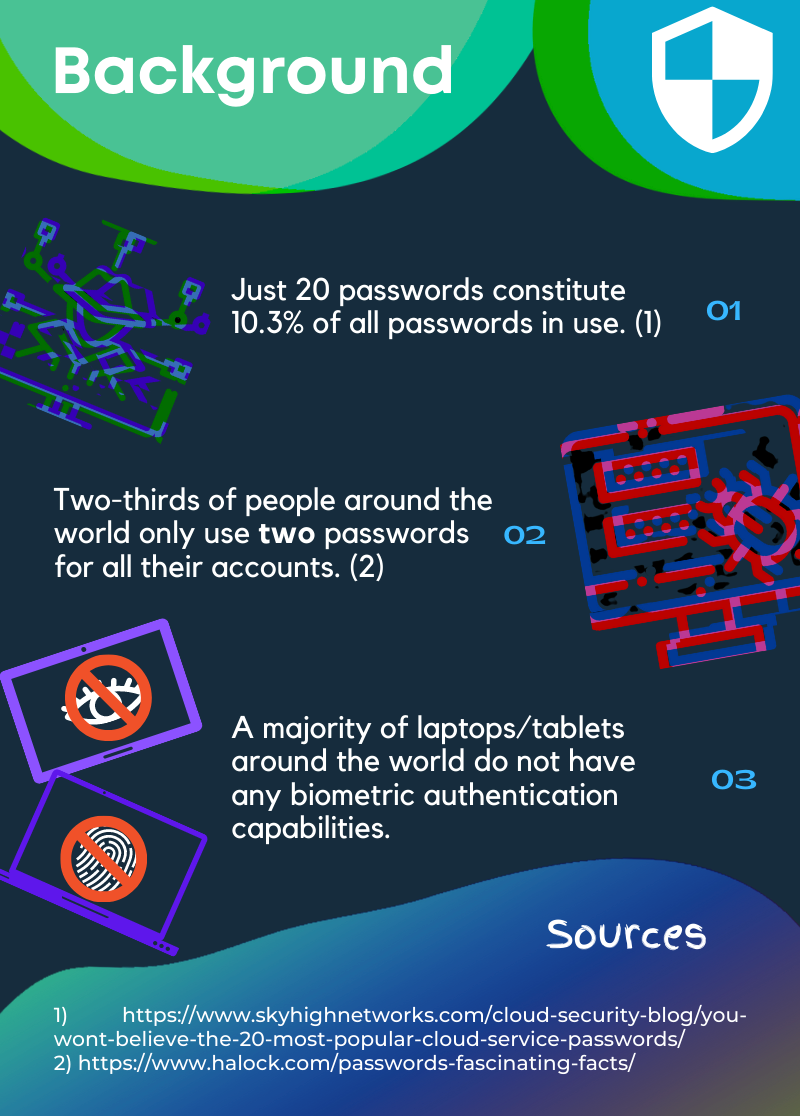 Background
Just 20 passwords constitute
10.3% of all passwords in use. (1)
01
Two-thirds of people around the
world only use two passwords
for all their accounts. (2)
02
A majority of laptops/tablets
around the world do not have
any biometric authentication
capabilities.
03
Sources
1) https://www.skyhighnetworks.com/cloud-security-blog/you-
wont-believe-the-20-most-popular-cloud-service-passwords/
2) https://www.halock.com/passwords-fascinating-facts/